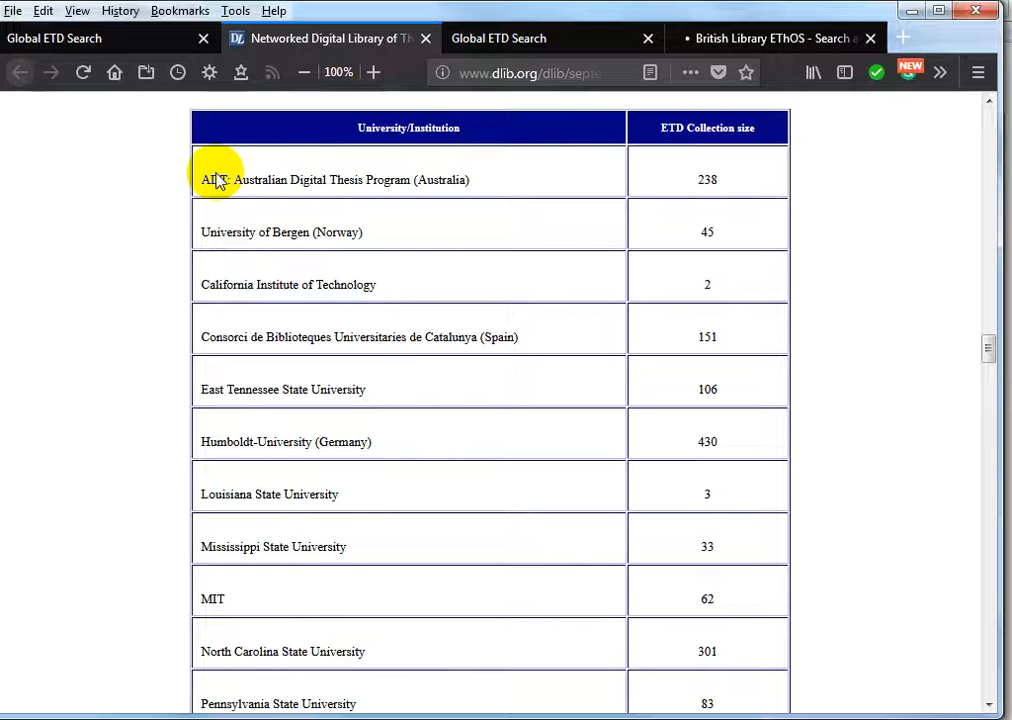 File Edit View History Bookmarks Tools Help
Global ETD Search
Networked Digital Library of Th
Global ETD Search
British Library EThOS - Search a
100%
www.dlib.org/dlib/septe
NEW
University/Institution ETD Collection size
ADT: Australian Digital Thesis Program (Australia) 238
University of Bergen (Norway) 45
California Institute of Technology 2
Consorci de Biblioteques Universitaries de Catalunya (Spain) 151
East Tennessee State University 106
Humboldt-University (Germany) 430
Louisiana State University 3
Mississippi State University 33
MIT 62
North Carolina State University 301
Pennsylvania State University 83